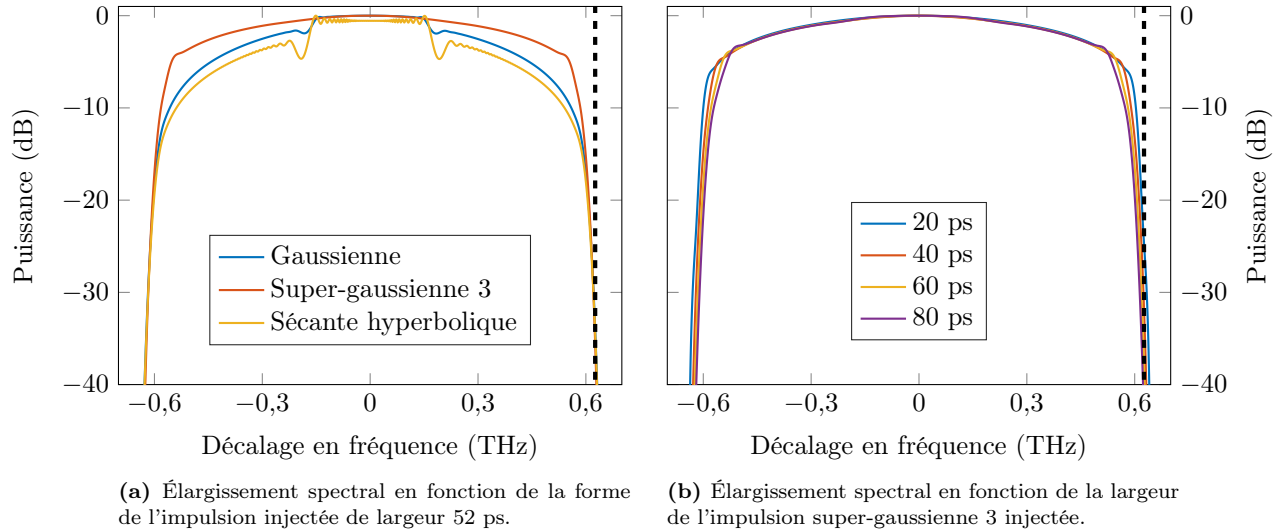 0
−10
−20
−30
−40
Puissance (dB)
−0,6 −0,3 0 0,3 0,6
Décalage en fréquence (THz)
Gaussienne
Super-gaussienne 3
Sécante hyperbolique
(a) Élargissement spectral en fonction de la forme
de l'impulsion injectée de largeur 52 ps.
0
−10
−20
−30
−40
Puissance (dB)
−0,6 −0,3 0 0,3 0,6
Décalage en fréquence (THz)
20 ps
40 ps
60 ps
80 ps
(b) Élargissement spectral en fonction de la largeur
de l'impulsion super-gaussienne 3 injectée.